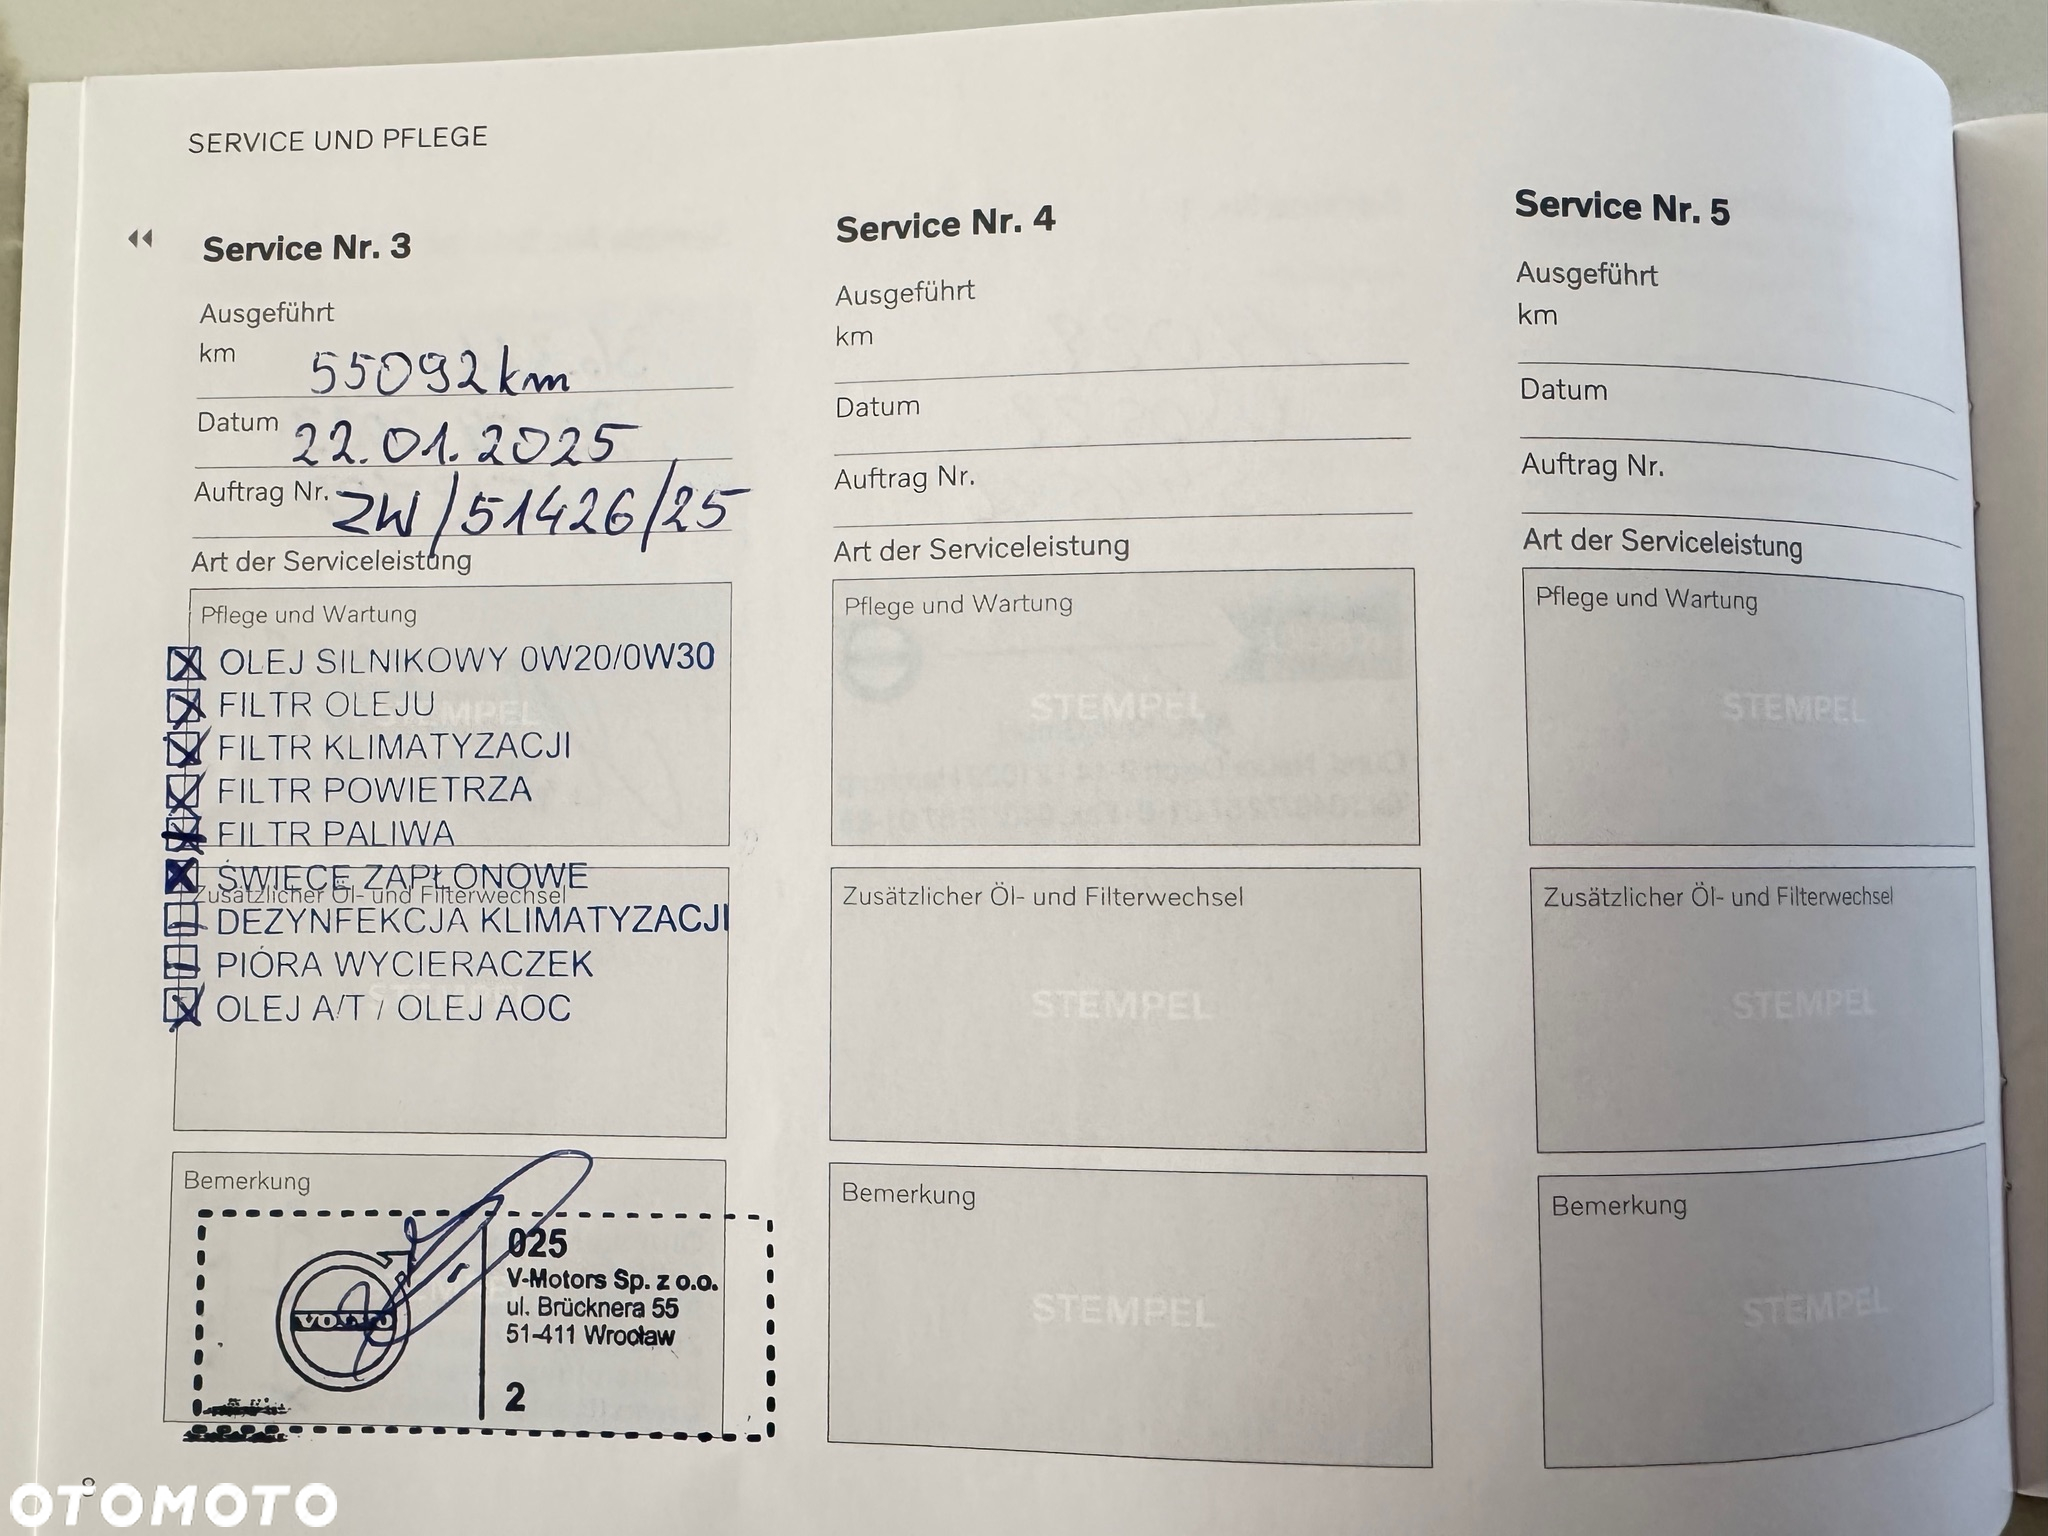 SERVICE UND PFLEGE
Service Nr. 3
Ausgeführt
km 55092 km
Datum 22.01.2025
Auftrag Nr. ZW/51426/25
Art der Serviceleistung
Pflege und Wartung
STEMPEL
OLEJ SILNIKOWY 0W20/0W30
FILTR OLEJU
FILTR KLIMATYZACJI
FILTR POWIETRZA
FILTR PALIWA
ŚWIECE ZAPŁONOWE
Zusätzlicher Öl- und Filterwechsel
DEZYNFEKCJA KLIMATYZACJI
PIÓRA WYCIERACZEK
OLEJ A/T / OLEJ AOC
Bemerkung
VOLVO
025
V-Motors Sp. z o.o.
ul. Brücknera 55
51-411 Wrocław
2
Service Nr. 4
Ausgeführt
km
Datum
Auftrag Nr.
Art der Serviceleistung
Pflege und Wartung
STEMPEL
Zusätzlicher Öl- und Filterwechsel
STEMPEL
Bemerkung
STEMPEL
Service Nr. 5
Ausgeführt
km
Datum
Auftrag Nr.
Art der Serviceleistung
Pflege und Wartung
STEMPEL
Zusätzlicher Öl- und Filterwechsel
STEMPEL
Bemerkung
STEMPEL
8
OTOMOTO